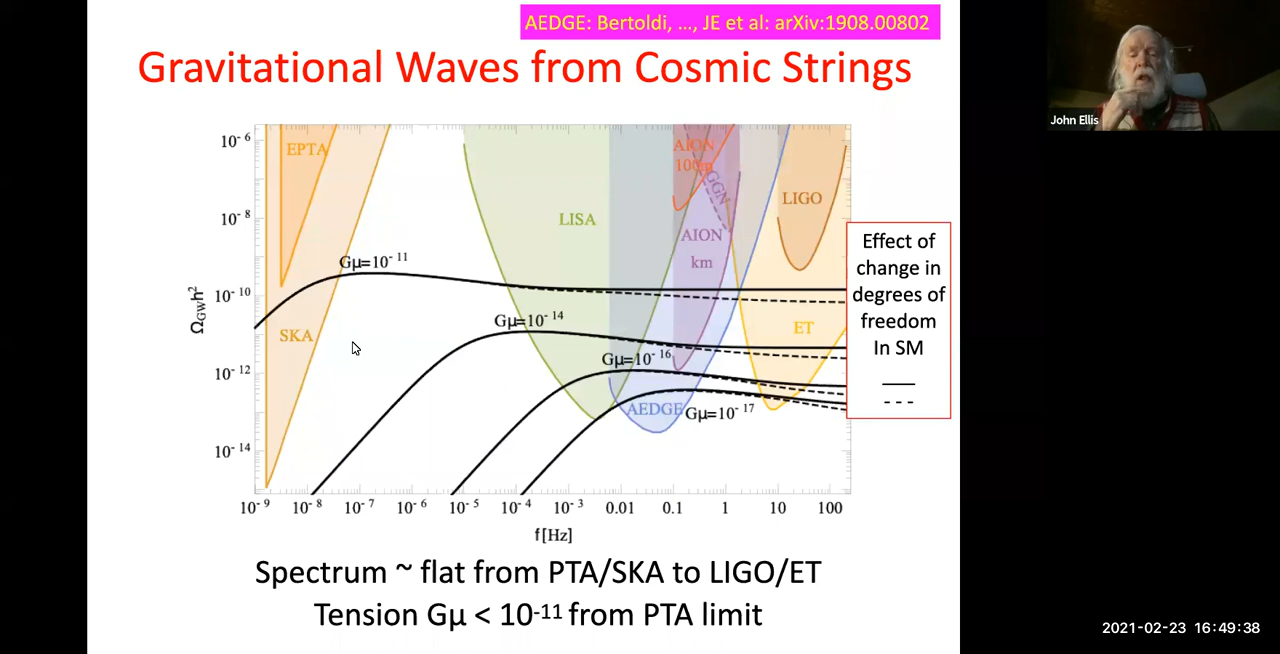 AEDGE: Bertoldi, …, JE et al: arXiv:1908.00802
Gravitational Waves from Cosmic Strings
John Ellis
10⁻⁶
10⁻⁸
10⁻¹⁰
10⁻¹²
10⁻¹⁴
Ω_GW h²
EPTA
SKA
LISA
AION
100m
GGN
AION
km
LIGO
ET
AEDGE
Gμ=10⁻¹¹
Gμ=10⁻¹⁴
Gμ=10⁻¹⁶
Gμ=10⁻¹⁷
Effect of
change in
degrees of
freedom
In SM
10⁻⁹ 10⁻⁸ 10⁻⁷ 10⁻⁶ 10⁻⁵ 10⁻⁴ 10⁻³ 0.01 0.1 1 10 100
f[Hz]
Spectrum ~ flat from PTA/SKA to LIGO/ET
Tension Gμ < 10⁻¹¹ from PTA limit
2021-02-23 16:49:38